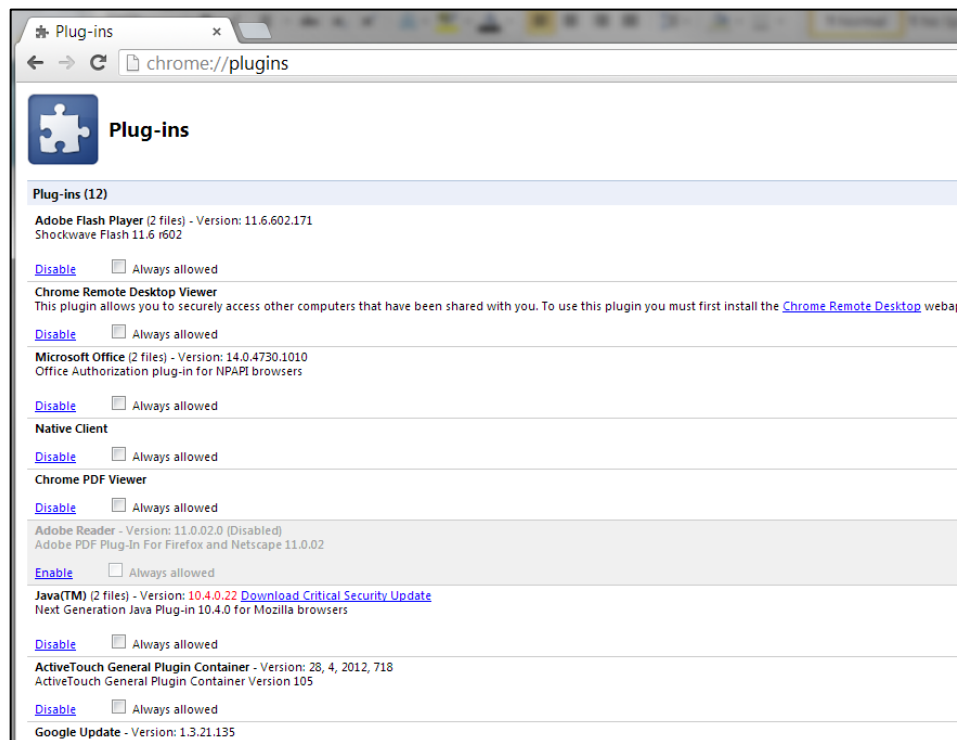 Plug-ins ×
chrome://plugins
Plug-ins
Plug-ins (12)
Adobe Flash Player (2 files) - Version: 11.6.602.171
Shockwave Flash 11.6 r602
Disable Always allowed
Chrome Remote Desktop Viewer
This plugin allows you to securely access other computers that have been shared with you. To use this plugin you must first install the Chrome Remote Desktop webap
Disable Always allowed
Microsoft Office (2 files) - Version: 14.0.4730.1010
Office Authorization plug-in for NPAPI browsers
Disable Always allowed
Native Client
Disable Always allowed
Chrome PDF Viewer
Disable Always allowed
Adobe Reader - Version: 11.0.02.0 (Disabled)
Adobe PDF Plug-In For Firefox and Netscape 11.0.02
Enable Always allowed
Java(TM) (2 files) - Version: 10.4.0.22 Download Critical Security Update
Next Generation Java Plug-in 10.4.0 for Mozilla browsers
Disable Always allowed
ActiveTouch General Plugin Container - Version: 28, 4, 2012, 718
ActiveTouch General Plugin Container Version 105
Disable Always allowed
Google Update - Version: 1.3.21.135